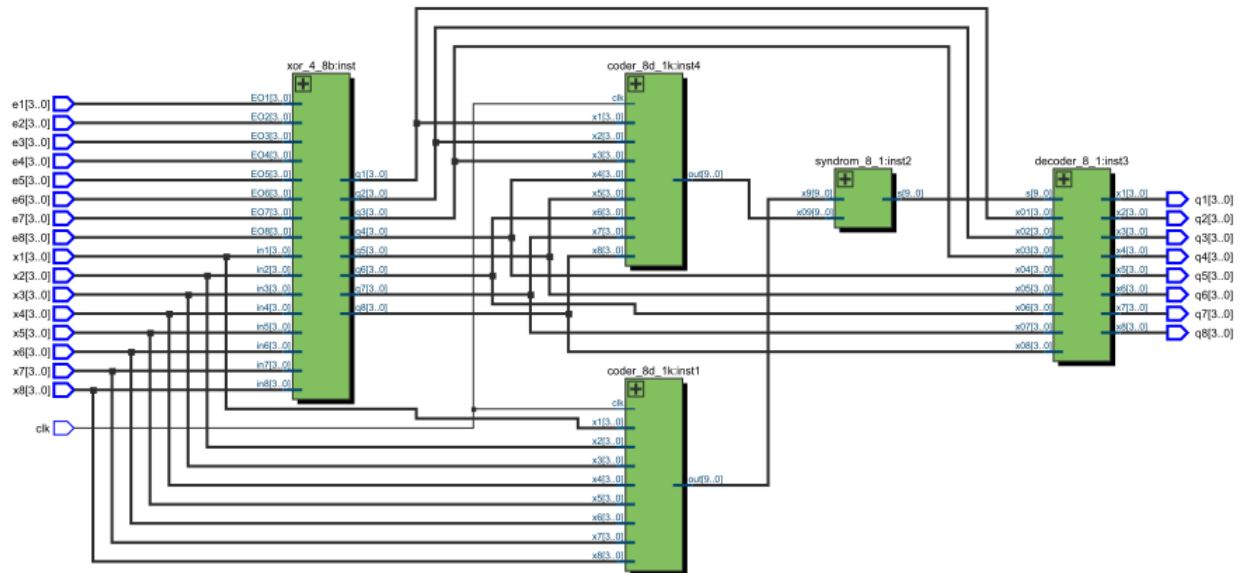 xor_4_8b:inst
coder_8d_1k:inst4
e1[3..0]
EO1[3..0]
clk
e2[3..0]
EO2[3..0]
x1[3..0]
e3[3..0]
EO3[3..0]
x2[3..0]
e4[3..0]
EO4[3..0]
x3[3..0]
syndrom_8_1:inst2
decoder_8_1:inst3
e5[3..0]
EO5[3..0]
q1[3..0]
x4[3..0]
out[9..0]
e6[3..0]
EO6[3..0]
q2[3..0]
x5[3..0]
x9[9..0]
s[9..0]
s[9..0]
x1[3..0]
q1[3..0]
e7[3..0]
EO7[3..0]
q3[3..0]
x6[3..0]
x09[9..0]
x01[3..0]
x2[3..0]
q2[3..0]
e8[3..0]
EO8[3..0]
q4[3..0]
x7[3..0]
x02[3..0]
x3[3..0]
q3[3..0]
x1[3..0]
in1[3..0]
q5[3..0]
x8[3..0]
x03[3..0]
x4[3..0]
q4[3..0]
x2[3..0]
in2[3..0]
q6[3..0]
x04[3..0]
x5[3..0]
q5[3..0]
x3[3..0]
in3[3..0]
q7[3..0]
x05[3..0]
x6[3..0]
q6[3..0]
x4[3..0]
in4[3..0]
q8[3..0]
x06[3..0]
x7[3..0]
q7[3..0]
x5[3..0]
in5[3..0]
x07[3..0]
x8[3..0]
q8[3..0]
x6[3..0]
in6[3..0]
x08[3..0]
x7[3..0]
in7[3..0]
coder_8d_1k:inst1
x8[3..0]
in8[3..0]
clk
clk
x1[3..0]
x2[3..0]
x3[3..0]
x4[3..0]
out[9..0]
x5[3..0]
x6[3..0]
x7[3..0]
x8[3..0]